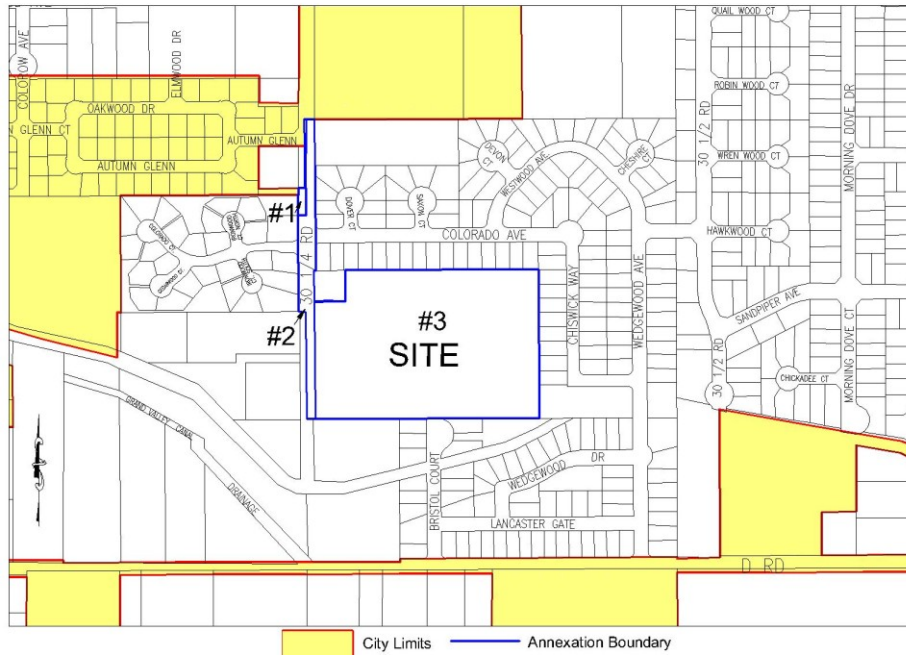 QUAIL WOOD CT
COLOROW AVE
ELMWOOD DR
30 1/2 RD
ROBIN WOOD CT
MORNING DOVE DR
OAKWOOD DR
N GLENN CT
AUTUMN GLENN
AUTUMN GLENN
DEVON CT
WESTWOOD AVE
CHESHIRE CT
WREN WOOD CT
#1
DOVER CT
SAXON CT
COLORADO AVE
HAWKWOOD CT
30 1/4 RD
CHISWICK WAY
WEDGEWOOD AVE
SANDPIPER AVE
#2
#3
SITE
30 1/2 RD
MORNING DOVE CT
CHICKADEE CT
GRAND VALLEY CANAL
DRAINAGE
BRISTOL COURT
WEDGEWOOD DR
LANCASTER GATE
D RD
City Limits
Annexation Boundary